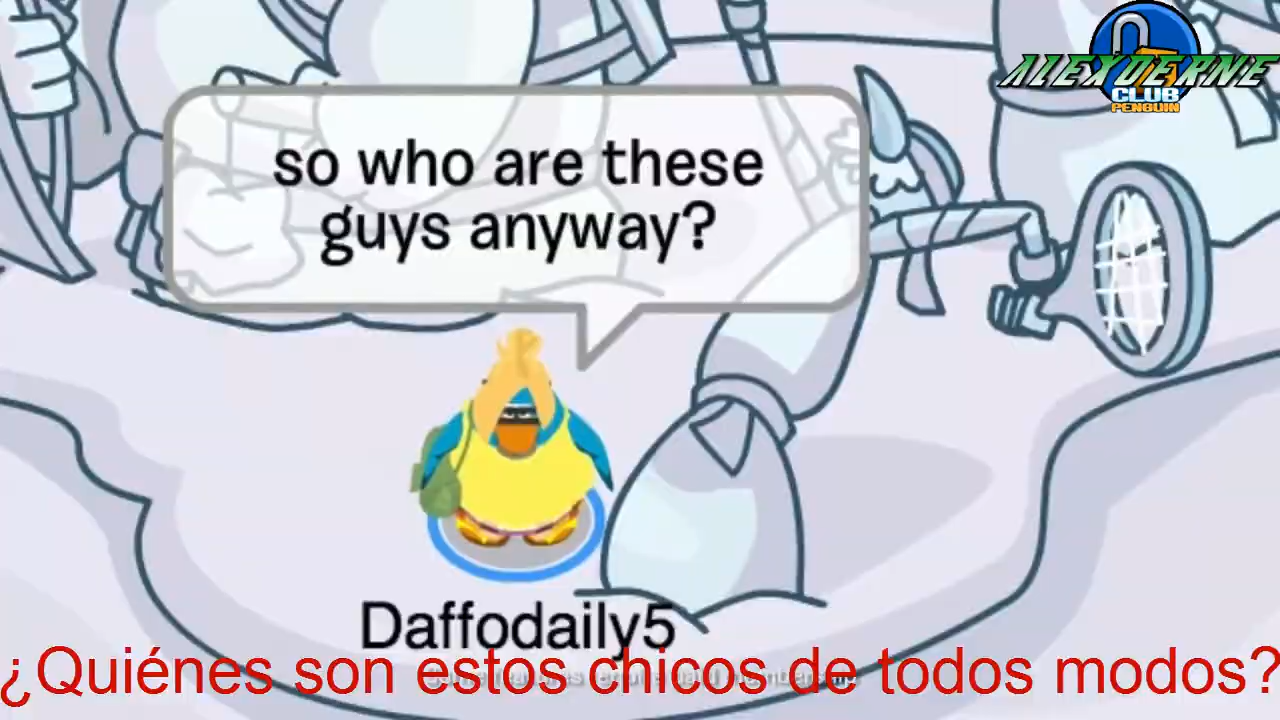 ALEXDERNE
CLUB
PENGUIN
so who are these
guys anyway?
Daffodaily5
¿Quiénes son estos chicos de todos modos?